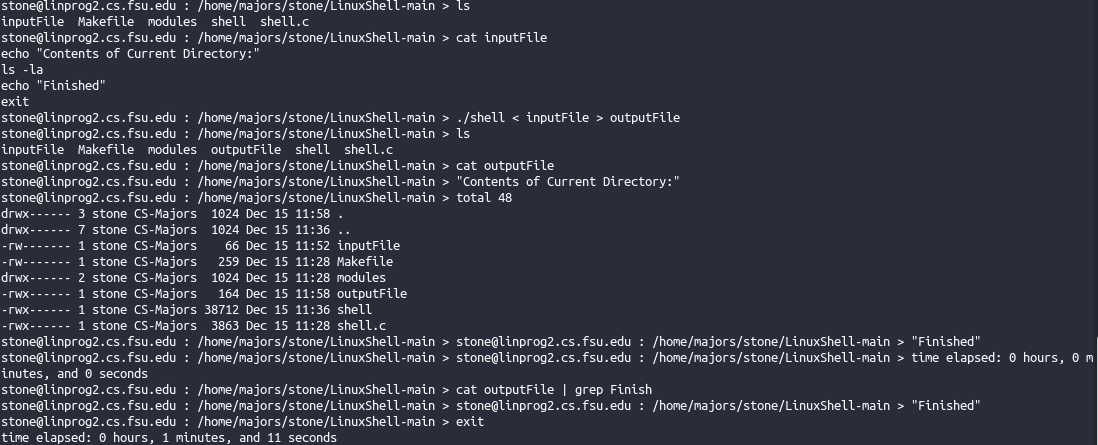 stone@linprog2.cs.fsu.edu : /home/majors/stone/LinuxShell-main > ls
inputFile  Makefile  modules  shell  shell.c
stone@linprog2.cs.fsu.edu : /home/majors/stone/LinuxShell-main > cat inputFile
echo "Contents of Current Directory:"
ls -la
echo "Finished"
exit
stone@linprog2.cs.fsu.edu : /home/majors/stone/LinuxShell-main > ./shell < inputFile > outputFile
stone@linprog2.cs.fsu.edu : /home/majors/stone/LinuxShell-main > ls
inputFile  Makefile  modules  outputFile  shell  shell.c
stone@linprog2.cs.fsu.edu : /home/majors/stone/LinuxShell-main > cat outputFile
stone@linprog2.cs.fsu.edu : /home/majors/stone/LinuxShell-main > "Contents of Current Directory:"
stone@linprog2.cs.fsu.edu : /home/majors/stone/LinuxShell-main > total 48
drwx------ 3 stone CS-Majors  1024 Dec 15 11:58 .
drwx------ 7 stone CS-Majors  1024 Dec 15 11:36 ..
-rw------- 1 stone CS-Majors    66 Dec 15 11:52 inputFile
-rw------- 1 stone CS-Majors   259 Dec 15 11:28 Makefile
drwx------ 2 stone CS-Majors  1024 Dec 15 11:28 modules
-rwx------ 1 stone CS-Majors   164 Dec 15 11:58 outputFile
-rwx------ 1 stone CS-Majors 38712 Dec 15 11:36 shell
-rwx------ 1 stone CS-Majors  3863 Dec 15 11:28 shell.c
stone@linprog2.cs.fsu.edu : /home/majors/stone/LinuxShell-main > stone@linprog2.cs.fsu.edu : /home/majors/stone/LinuxShell-main > "Finished"
stone@linprog2.cs.fsu.edu : /home/majors/stone/LinuxShell-main > stone@linprog2.cs.fsu.edu : /home/majors/stone/LinuxShell-main > time elapsed: 0 hours, 0 m
inutes, and 0 seconds
stone@linprog2.cs.fsu.edu : /home/majors/stone/LinuxShell-main > cat outputFile | grep Finish
stone@linprog2.cs.fsu.edu : /home/majors/stone/LinuxShell-main > stone@linprog2.cs.fsu.edu : /home/majors/stone/LinuxShell-main > "Finished"
stone@linprog2.cs.fsu.edu : /home/majors/stone/LinuxShell-main > exit
time elapsed: 0 hours, 1 minutes, and 11 seconds